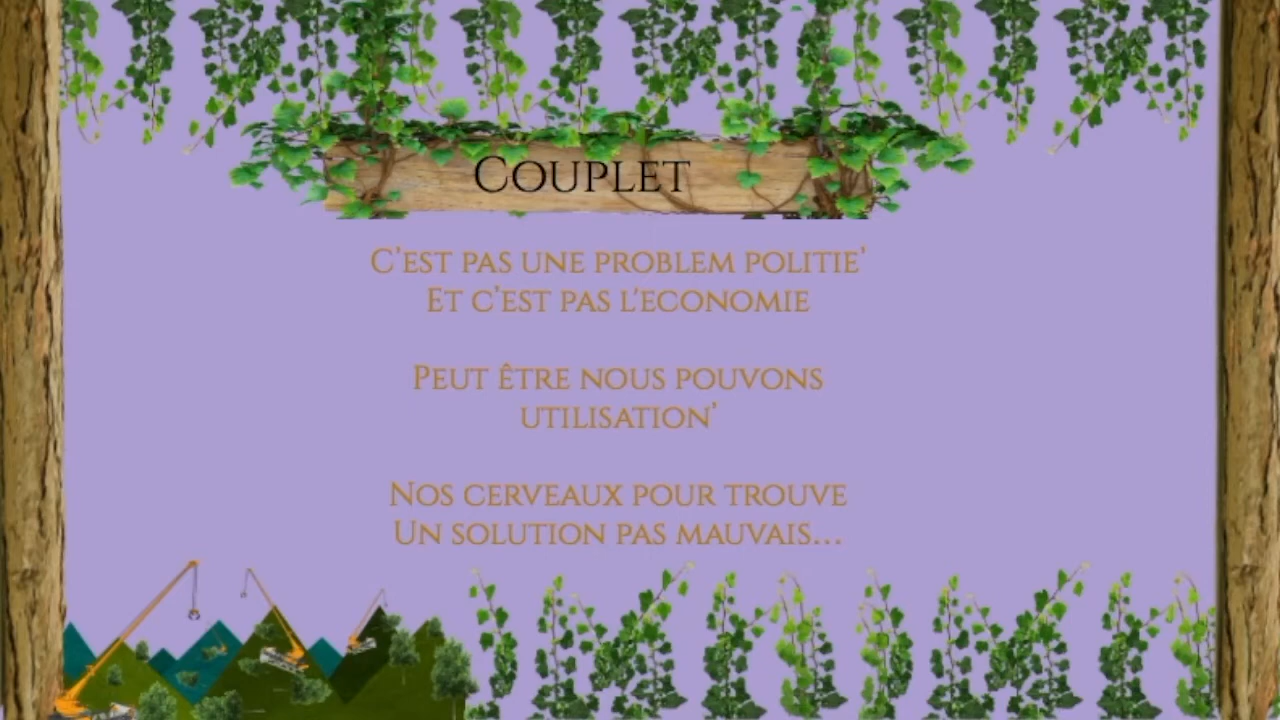 Couplet
C'est pas une problem politie'
Et c'est pas l'economie
Peut être nous pouvons
utilisation'
Nos cerveaux pour trouve
Un solution pas mauvais...